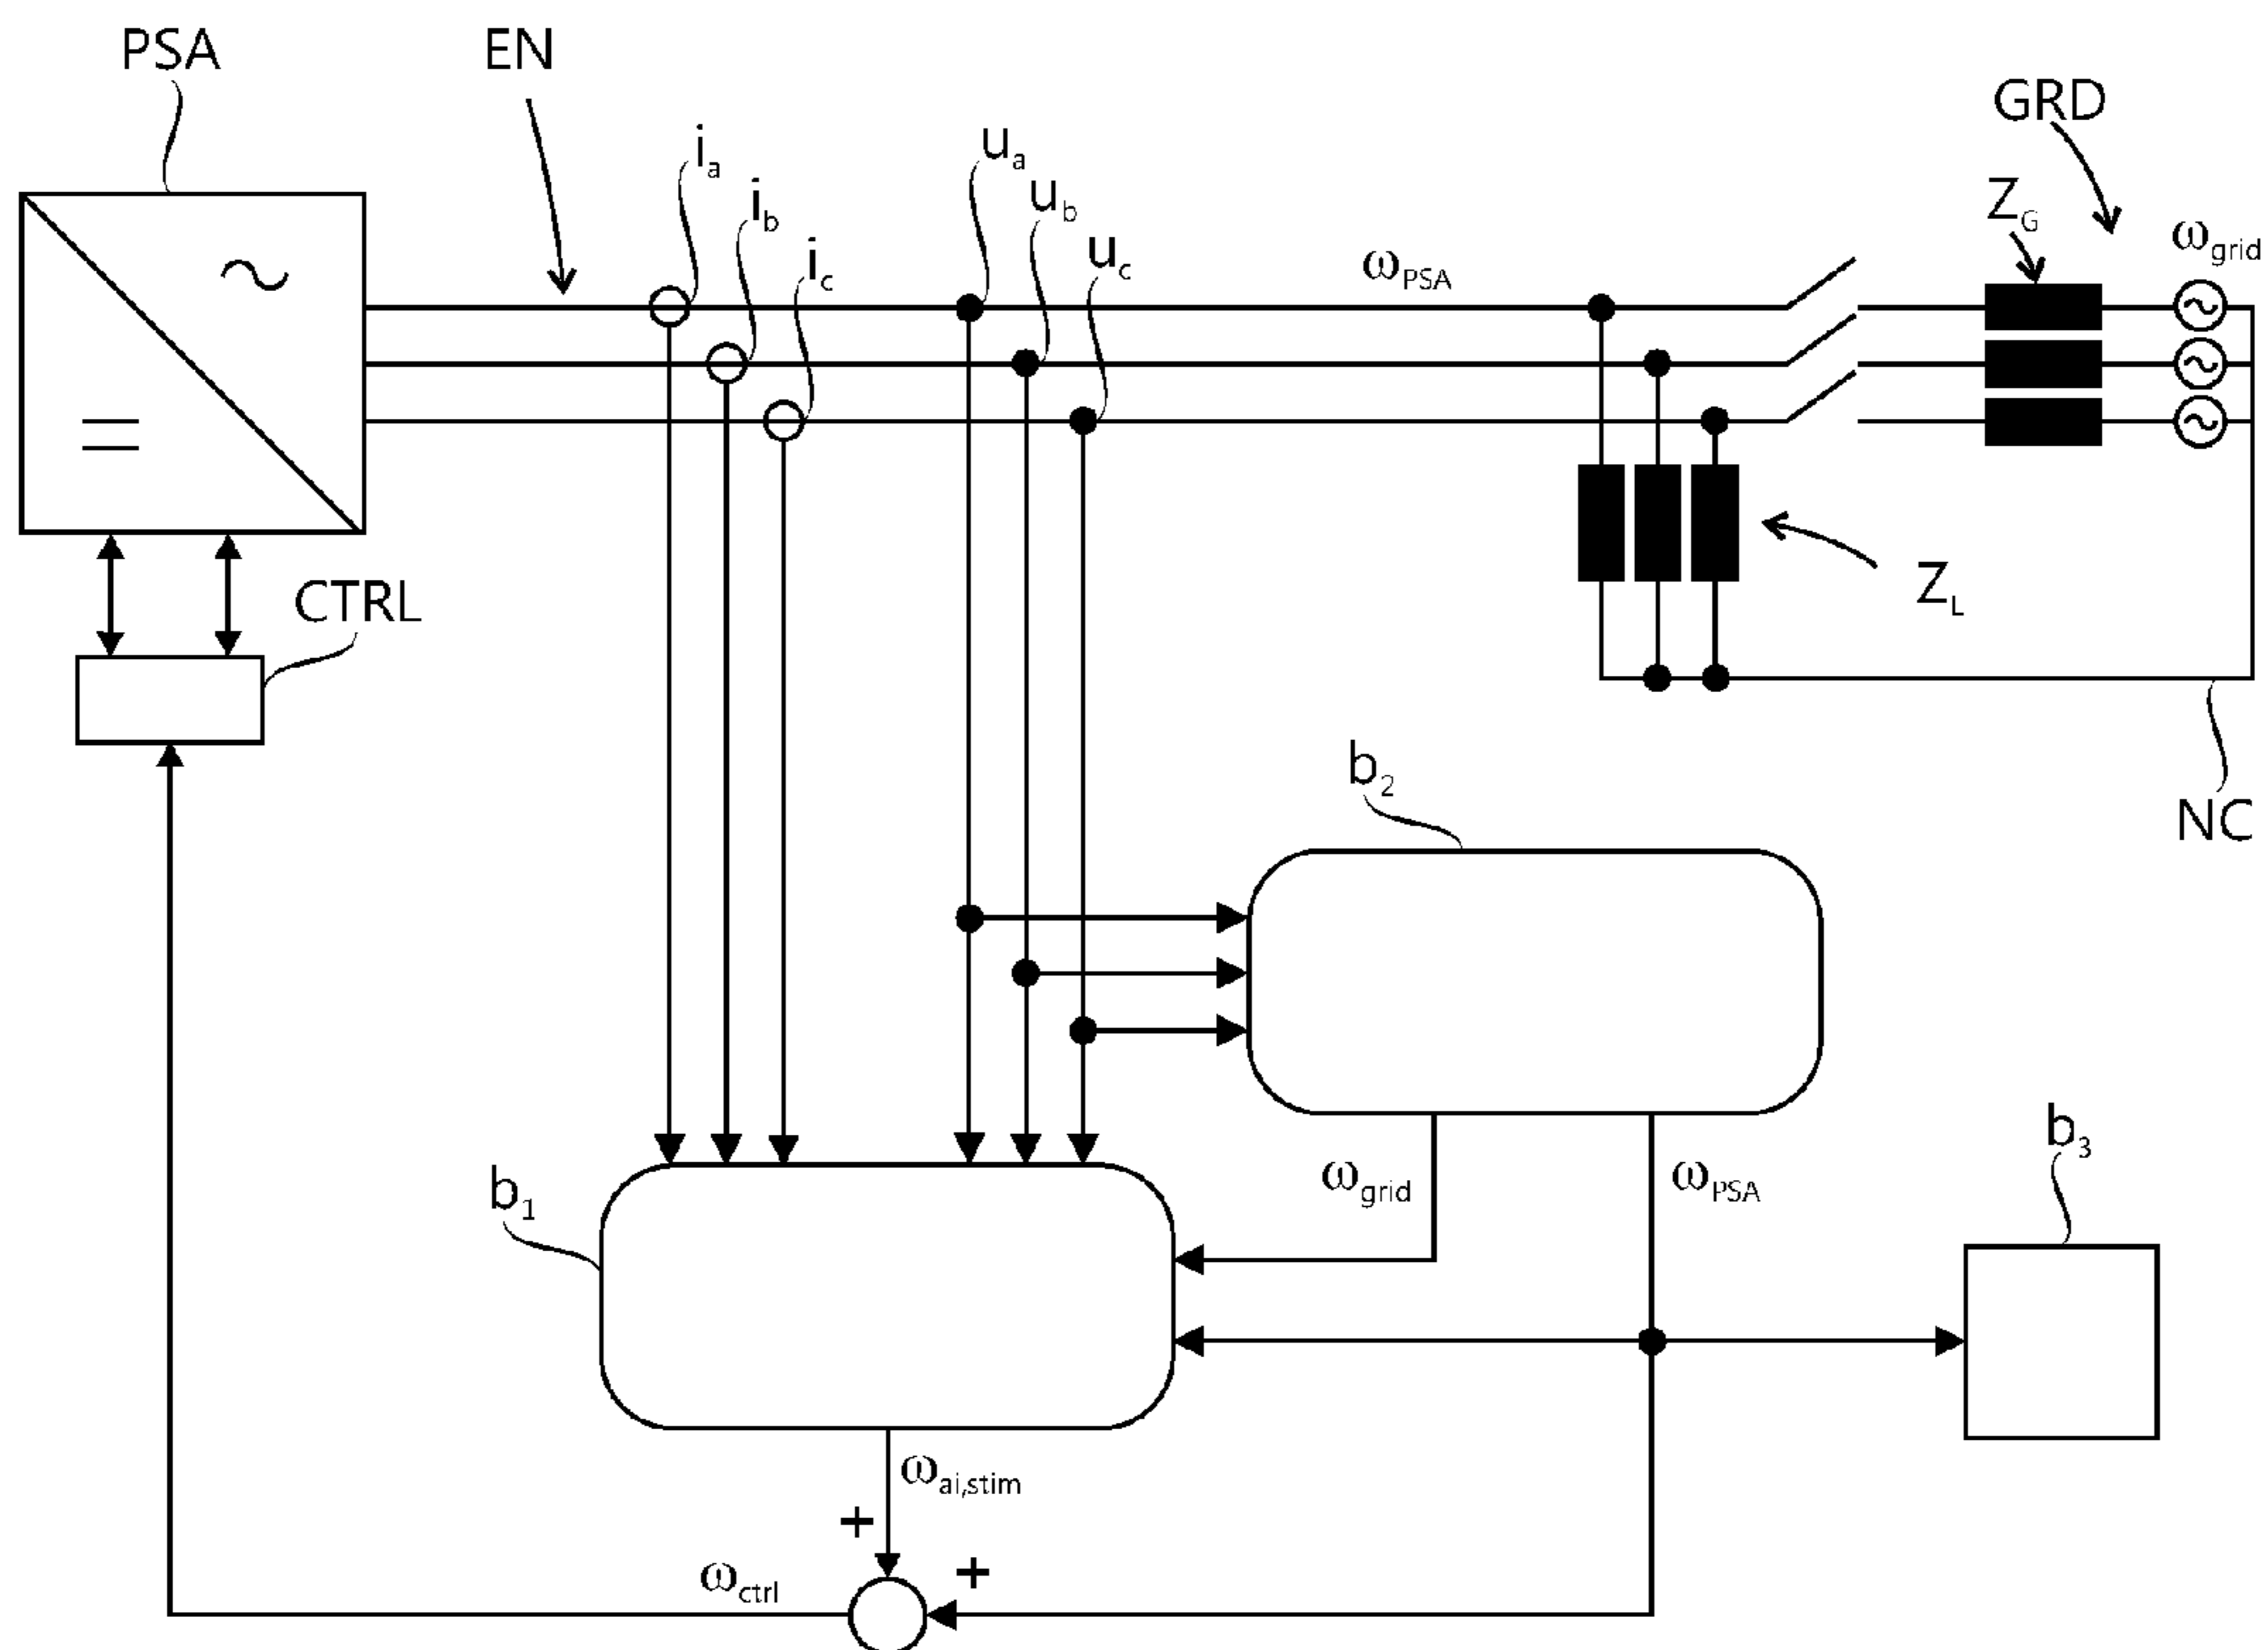 PSA
EN
GRD
i_a
u_a
i_b
u_b
Z_G
i_c
u_c
ω_PSA
ω_grid
CTRL
Z_L
b_2
NC
b_3
b_1
ω_grid
ω_PSA
ω_ai,stim
+
+
ω_ctrl